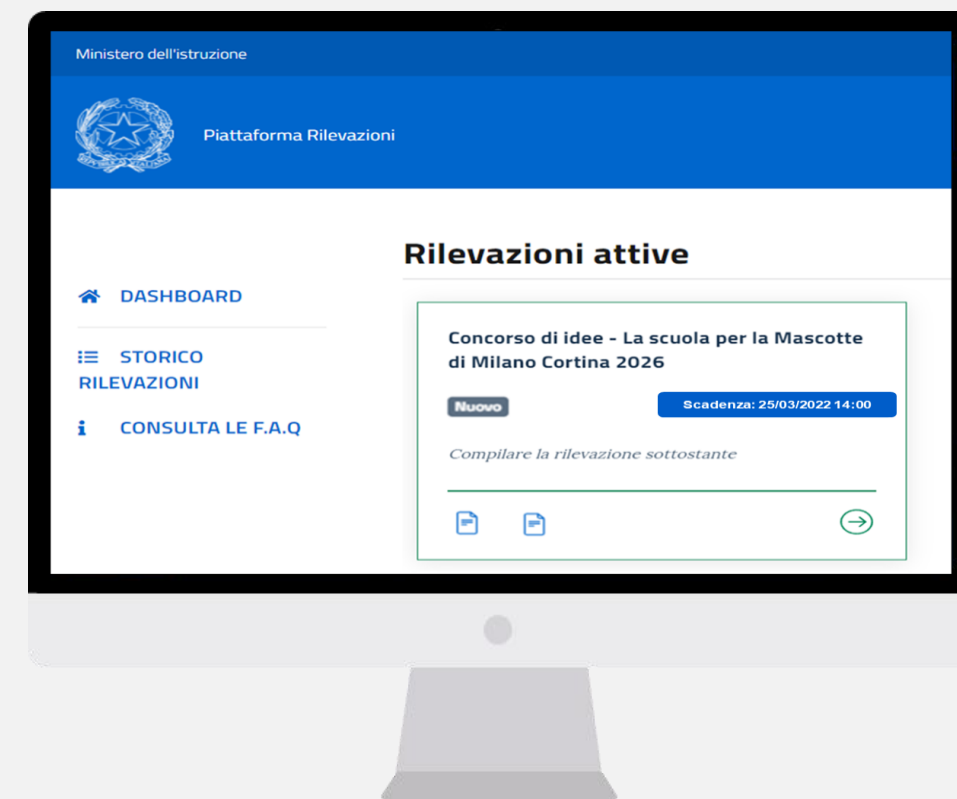 Ministero dell'istruzione
Piattaforma Rilevazioni
Rilevazioni attive
DASHBOARD
STORICO
RILEVAZIONI
CONSULTA LE F.A.Q
Concorso di idee - La scuola per la Mascotte
di Milano Cortina 2026
Nuovo
Scadenza: 25/03/2022 14:00
Compilare la rilevazione sottostante